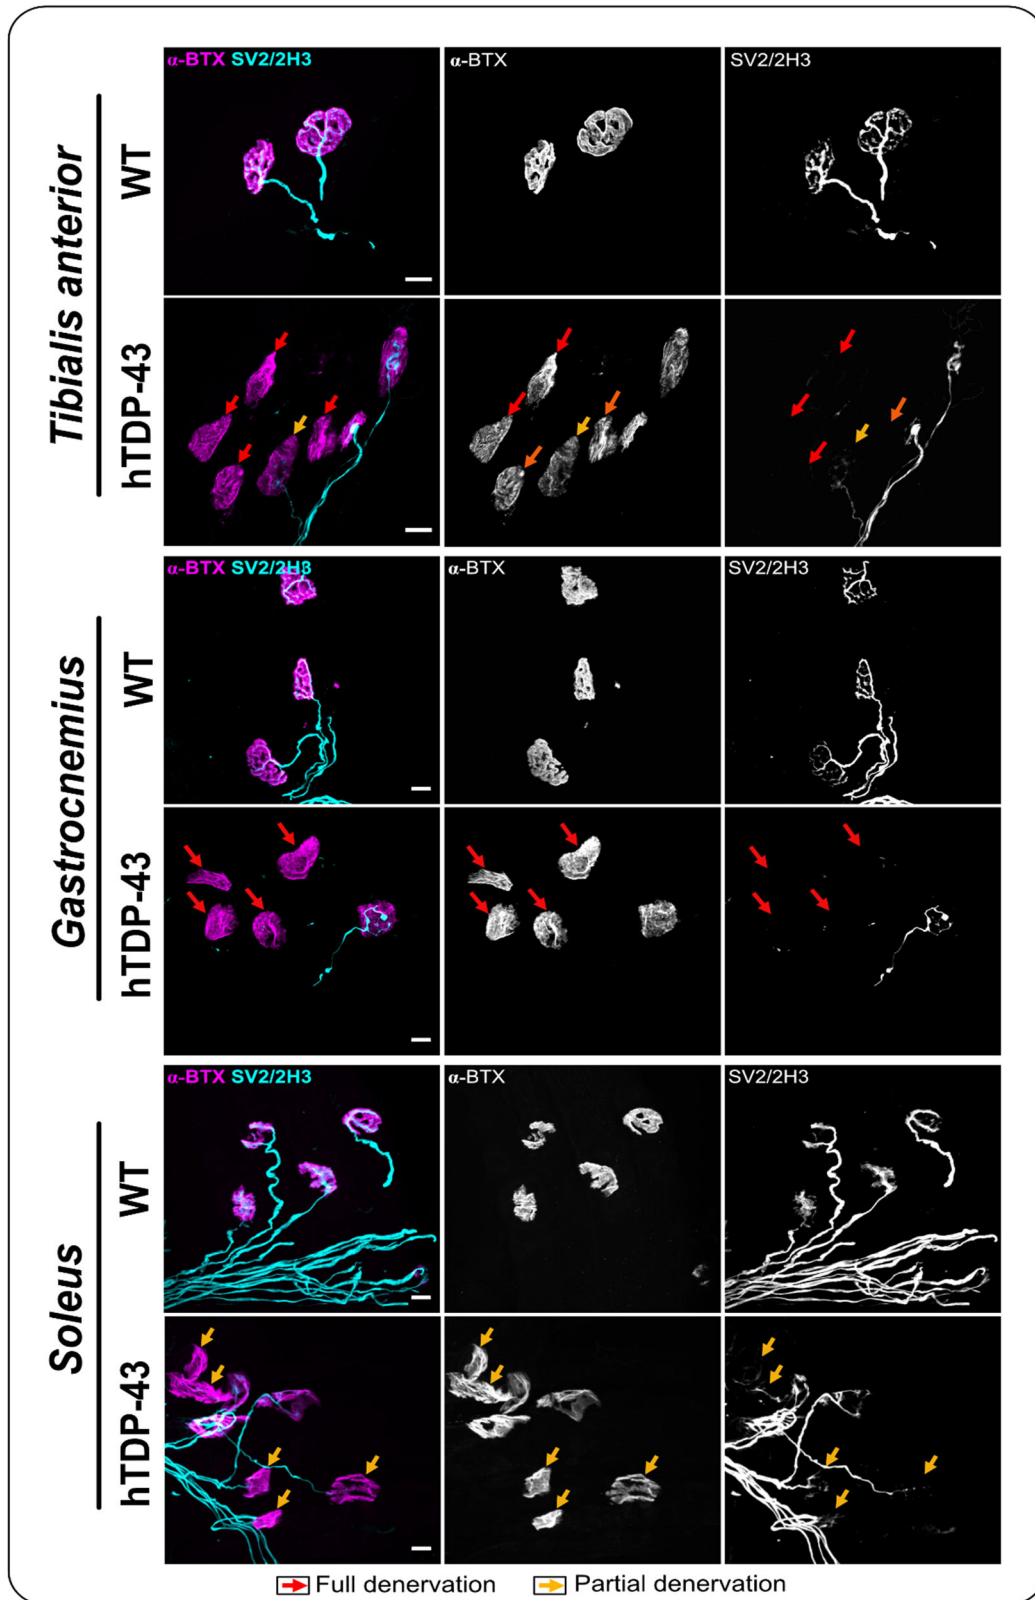 Tibialis anterior
WT
α-BTX SV2/2H3
α-BTX
SV2/2H3
hTDP-43
Gastrocnemius
WT
α-BTX SV2/2H3
α-BTX
SV2/2H3
hTDP-43
Soleus
WT
α-BTX SV2/2H3
α-BTX
SV2/2H3
hTDP-43
Full denervation
Partial denervation